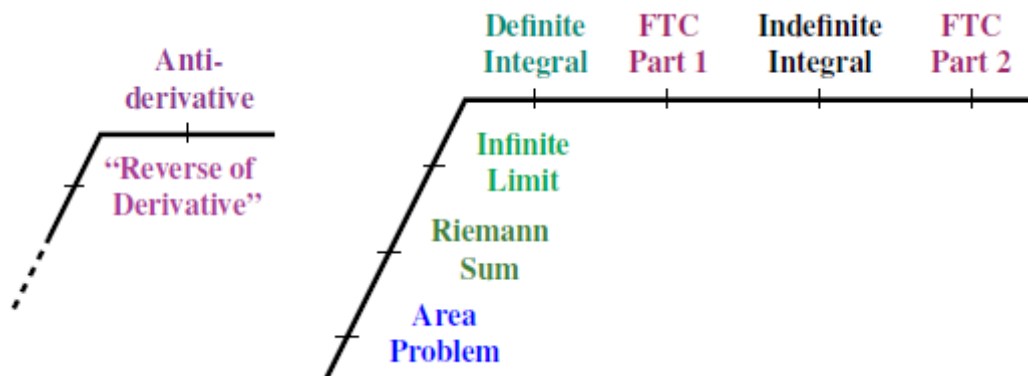 Anti-
derivative
“Reverse of
Derivative”
Definite
Integral
FTC
Part 1
Indefinite
Integral
FTC
Part 2
Infinite
Limit
Riemann
Sum
Area
Problem